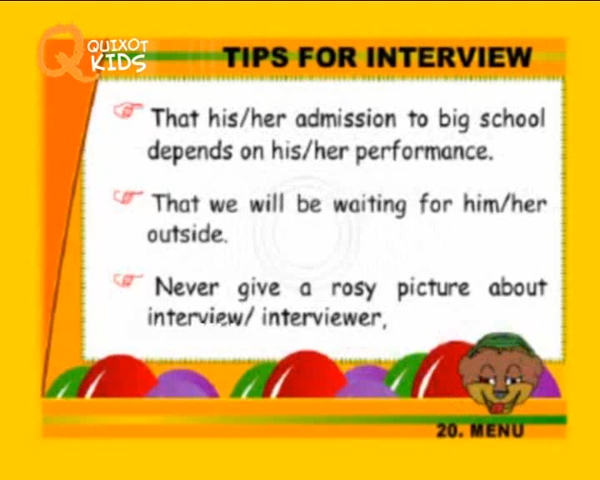 QUIXOT
KIDS
TIPS FOR INTERVIEW
That his/her admission to big school
depends on his/her performance.
That we will be waiting for him/her
outside.
Never give a rosy picture about
interview/ interviewer,
20. MENU